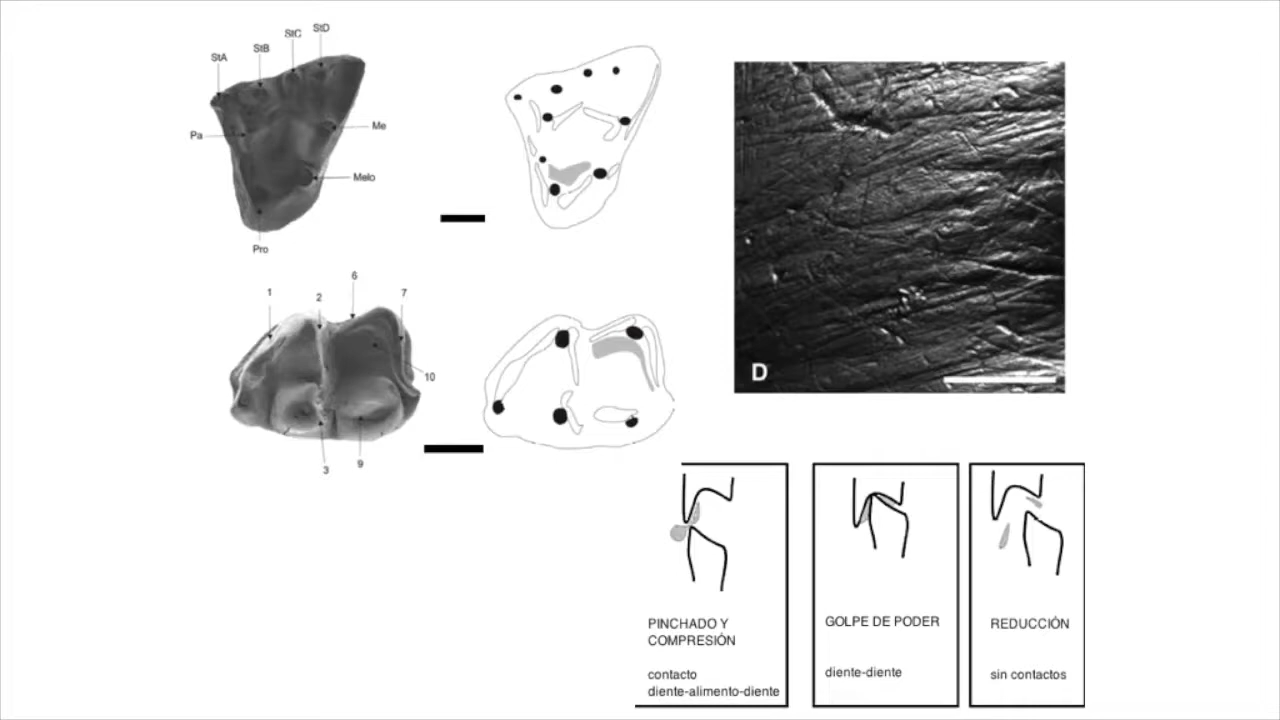 StA
StB
StC
StD
Pa
Me
Melo
Pro
D
1
2
6
7
10
3
9
PINCHADO Y
COMPRESIÓN
contacto
diente-alimento-diente
GOLPE DE PODER
diente-diente
REDUCCIÓN
sin contactos